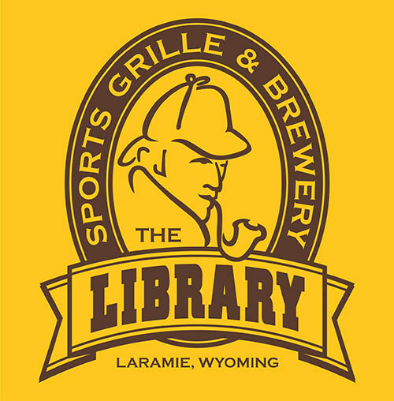 SPORTS GRILLE & BREWERY
THE
LIBRARY
LARAMIE, WYOMING